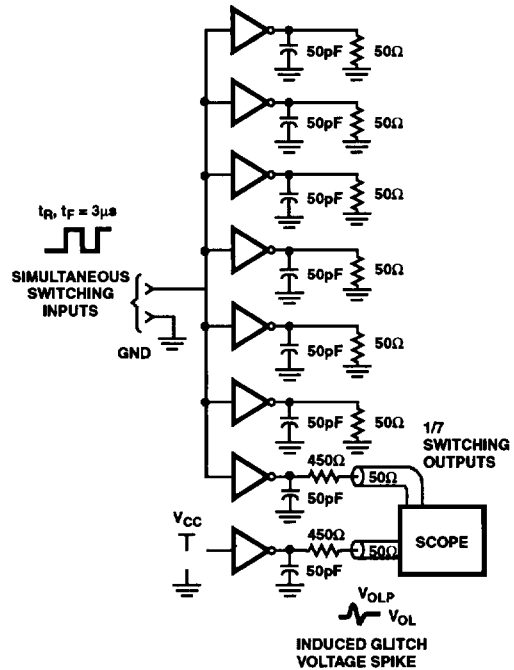 50pF 50Ω
50pF 50Ω
50pF 50Ω
tR, tF = 3µs
50pF 50Ω
SIMULTANEOUS
SWITCHING
INPUTS
GND
50pF 50Ω
50pF 50Ω
1/7
SWITCHING
OUTPUTS
450Ω
50Ω
50pF
VCC
450Ω
50Ω
SCOPE
50pF
VOLP
VOL
INDUCED GLITCH
VOLTAGE SPIKE